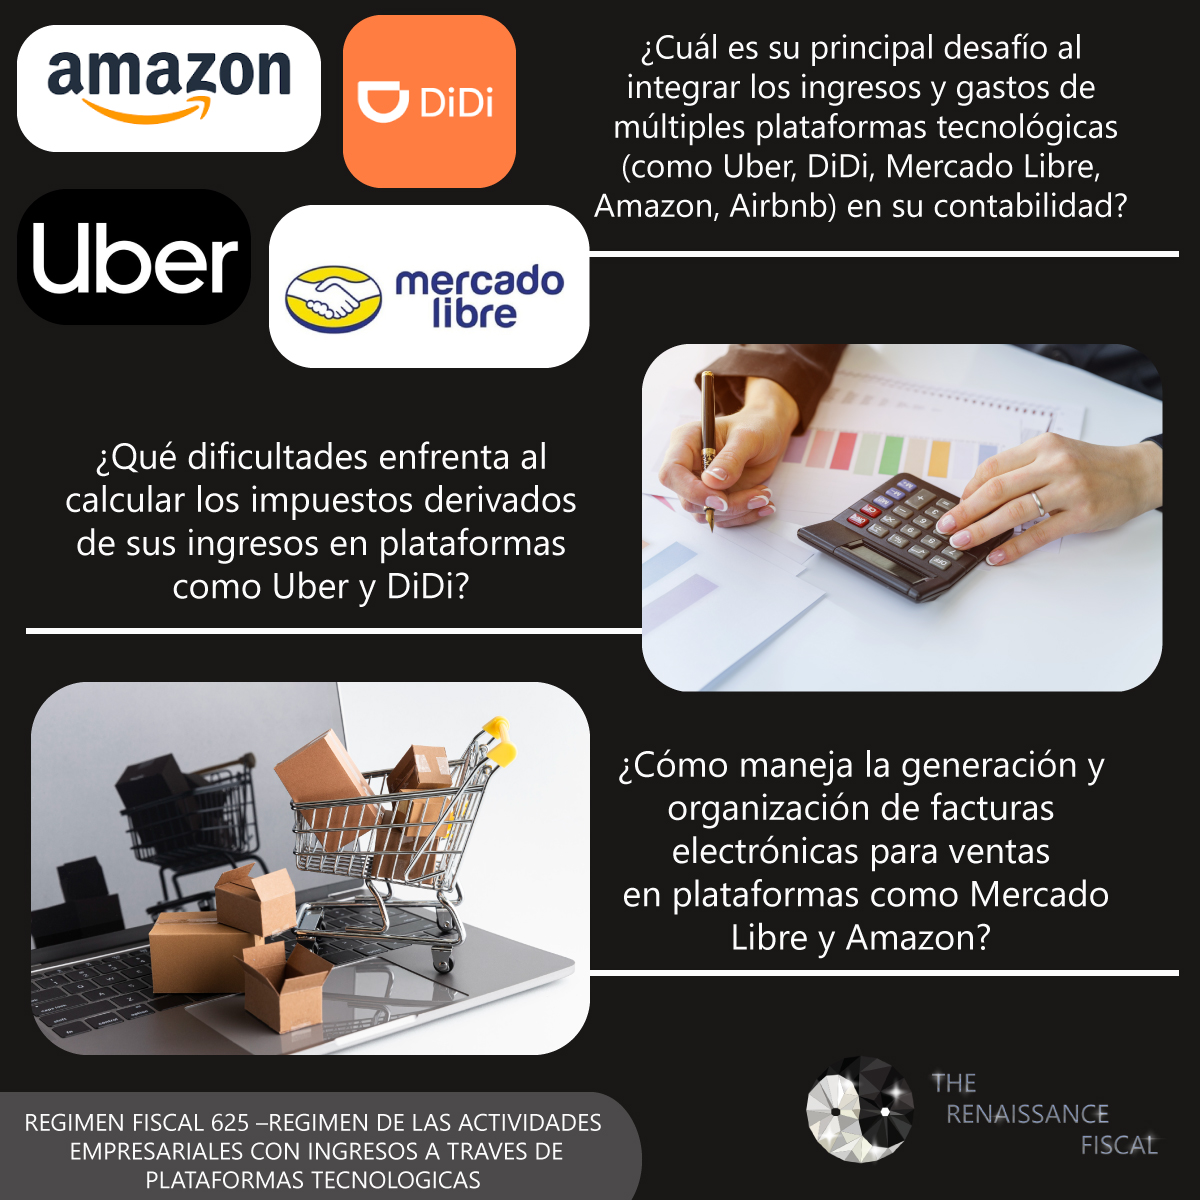 amazon
DiDi
Uber
mercado
libre
¿Cuál es su principal desafío al
integrar los ingresos y gastos de
múltiples plataformas tecnológicas
(como Uber, DiDi, Mercado Libre,
Amazon, Airbnb) en su contabilidad?
¿Qué dificultades enfrenta al
calcular los impuestos derivados
de sus ingresos en plataformas
como Uber y DiDi?
¿Cómo maneja la generación y
organización de facturas
electrónicas para ventas
en plataformas como Mercado
Libre y Amazon?
REGIMEN FISCAL 625 –REGIMEN DE LAS ACTIVIDADES
EMPRESARIALES CON INGRESOS A TRAVES DE
PLATAFORMAS TECNOLOGICAS
THE
RENAISSANCE
FISCAL